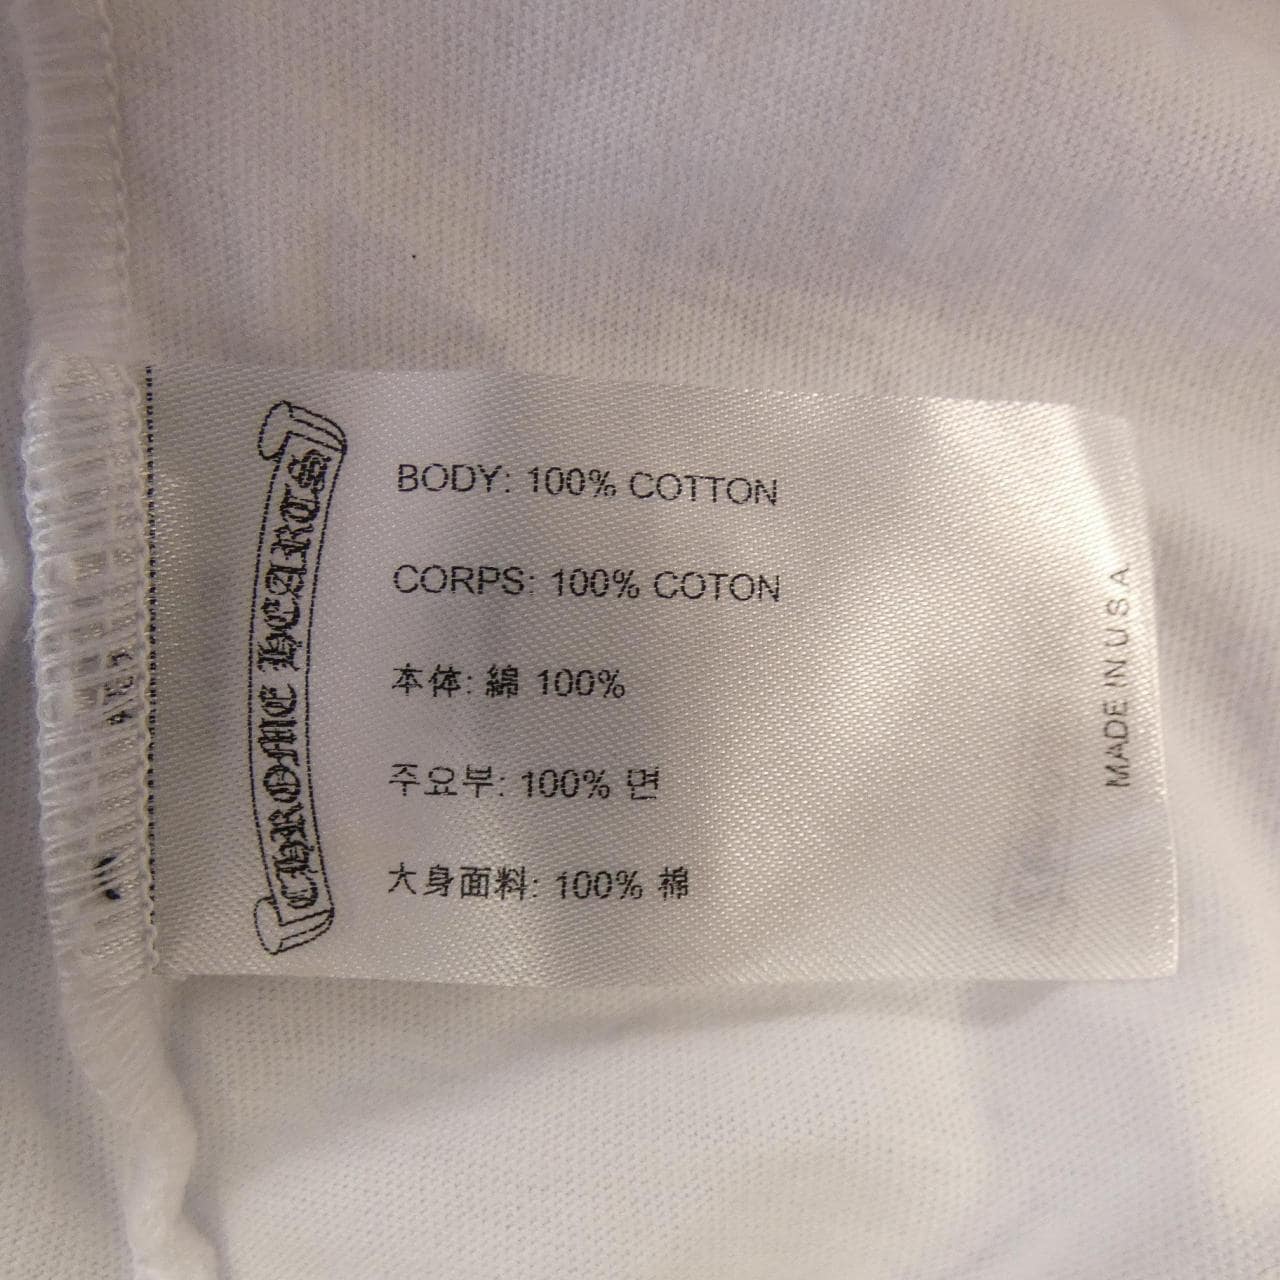 CHROME HEARTS
BODY: 100% COTTON
CORPS: 100% COTON
本体: 綿 100%
주요부: 100% 면
大身面料: 100% 棉
MADE IN USA